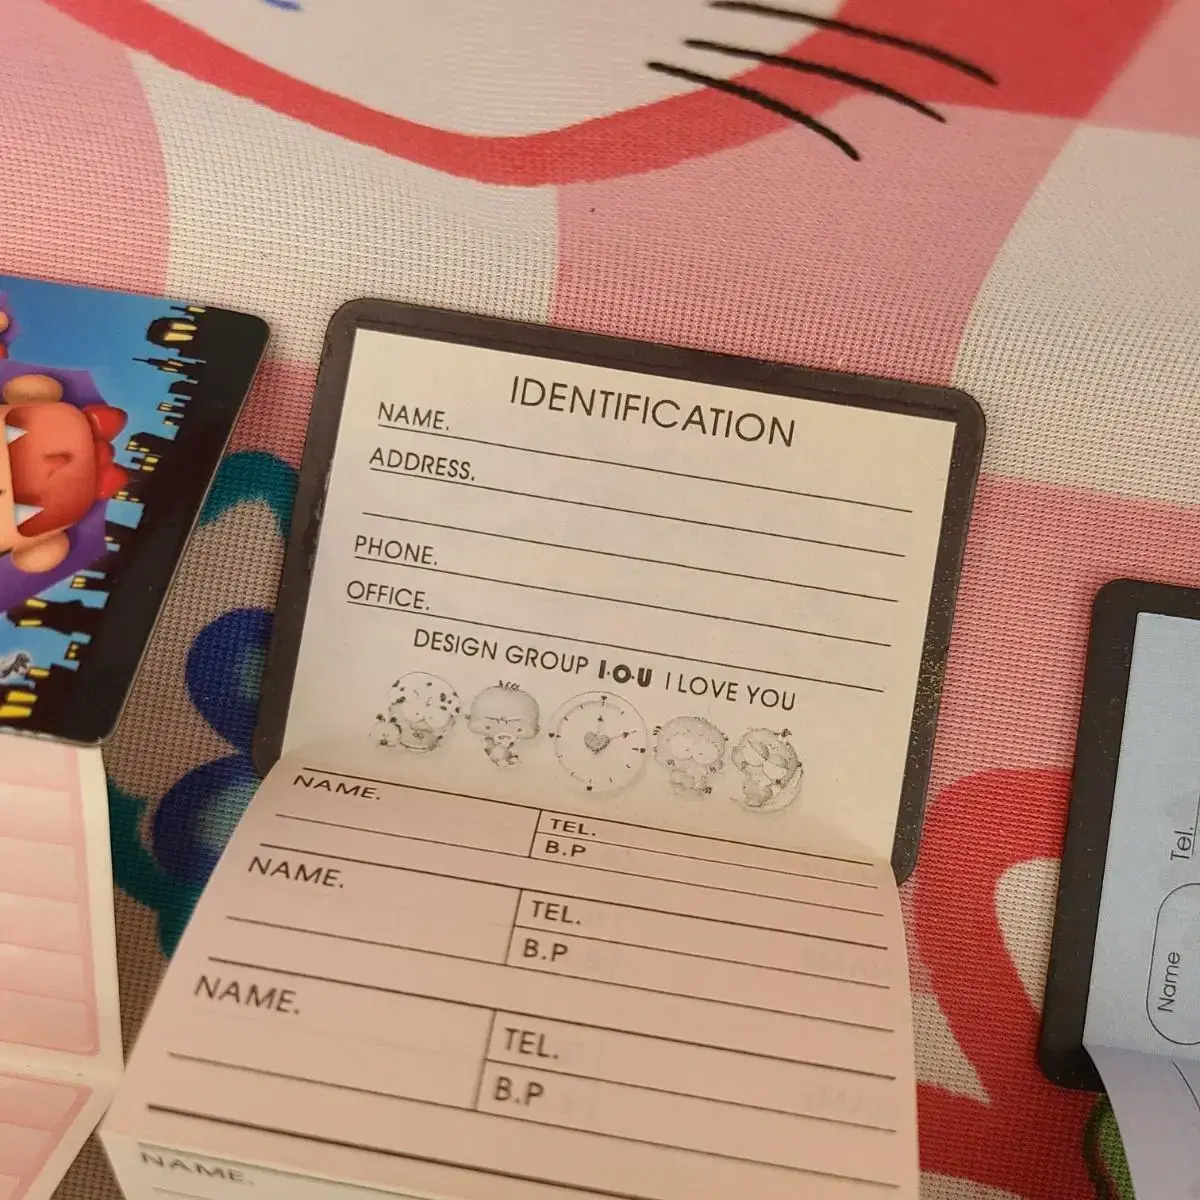 IDENTIFICATION
NAME.
ADDRESS.
PHONE.
OFFICE.
DESIGN GROUP I·O·U I LOVE YOU
NAME.
TEL.
B.P
NAME.
TEL.
B.P
NAME.
TEL.
B.P
NAME.
Tel.
Name